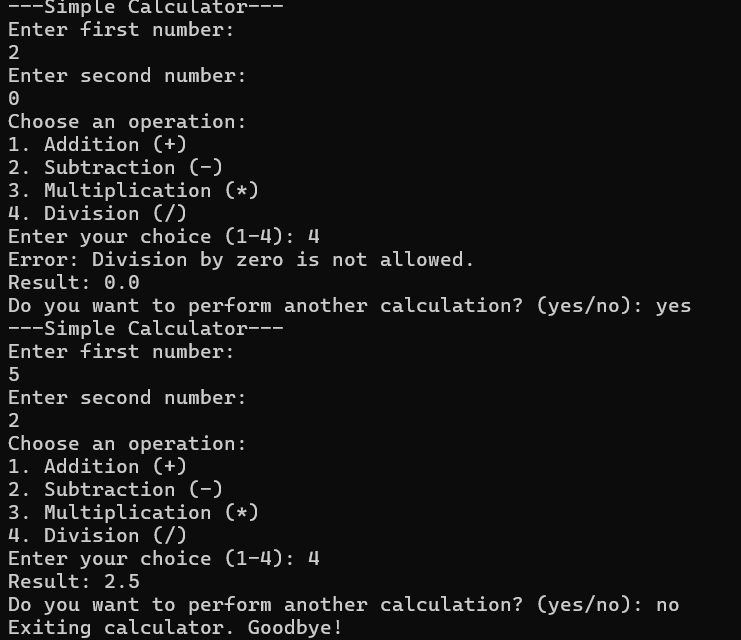 ---Simple Calculator---
Enter first number:
2
Enter second number:
0
Choose an operation:
1. Addition (+)
2. Subtraction (-)
3. Multiplication (*)
4. Division (/)
Enter your choice (1-4): 4
Error: Division by zero is not allowed.
Result: 0.0
Do you want to perform another calculation? (yes/no): yes
---Simple Calculator---
Enter first number:
5
Enter second number:
2
Choose an operation:
1. Addition (+)
2. Subtraction (-)
3. Multiplication (*)
4. Division (/)
Enter your choice (1-4): 4
Result: 2.5
Do you want to perform another calculation? (yes/no): no
Exiting calculator. Goodbye!